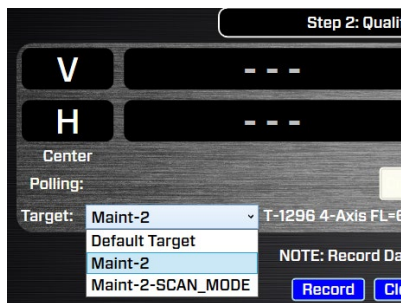 Step 2: Quali
V - - -
H - - -
Center
Polling:
Target: Maint-2 T-1296 4-Axis FL=6
Default Target
Maint-2
NOTE: Record Da
Maint-2-SCAN_MODE
Record Cl